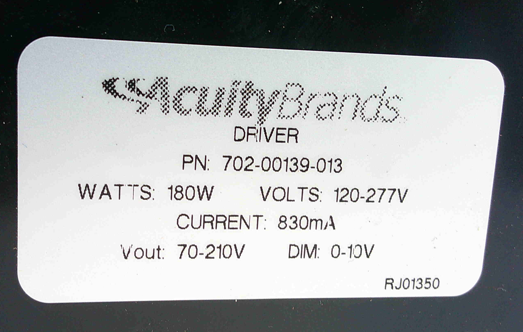 AcuityBrands
DRIVER
PN: 702-00139-013
WATTS: 180W VOLTS: 120-277V
CURRENT: 830mA
Vout: 70-210V DIM: 0-10V
RJ01350